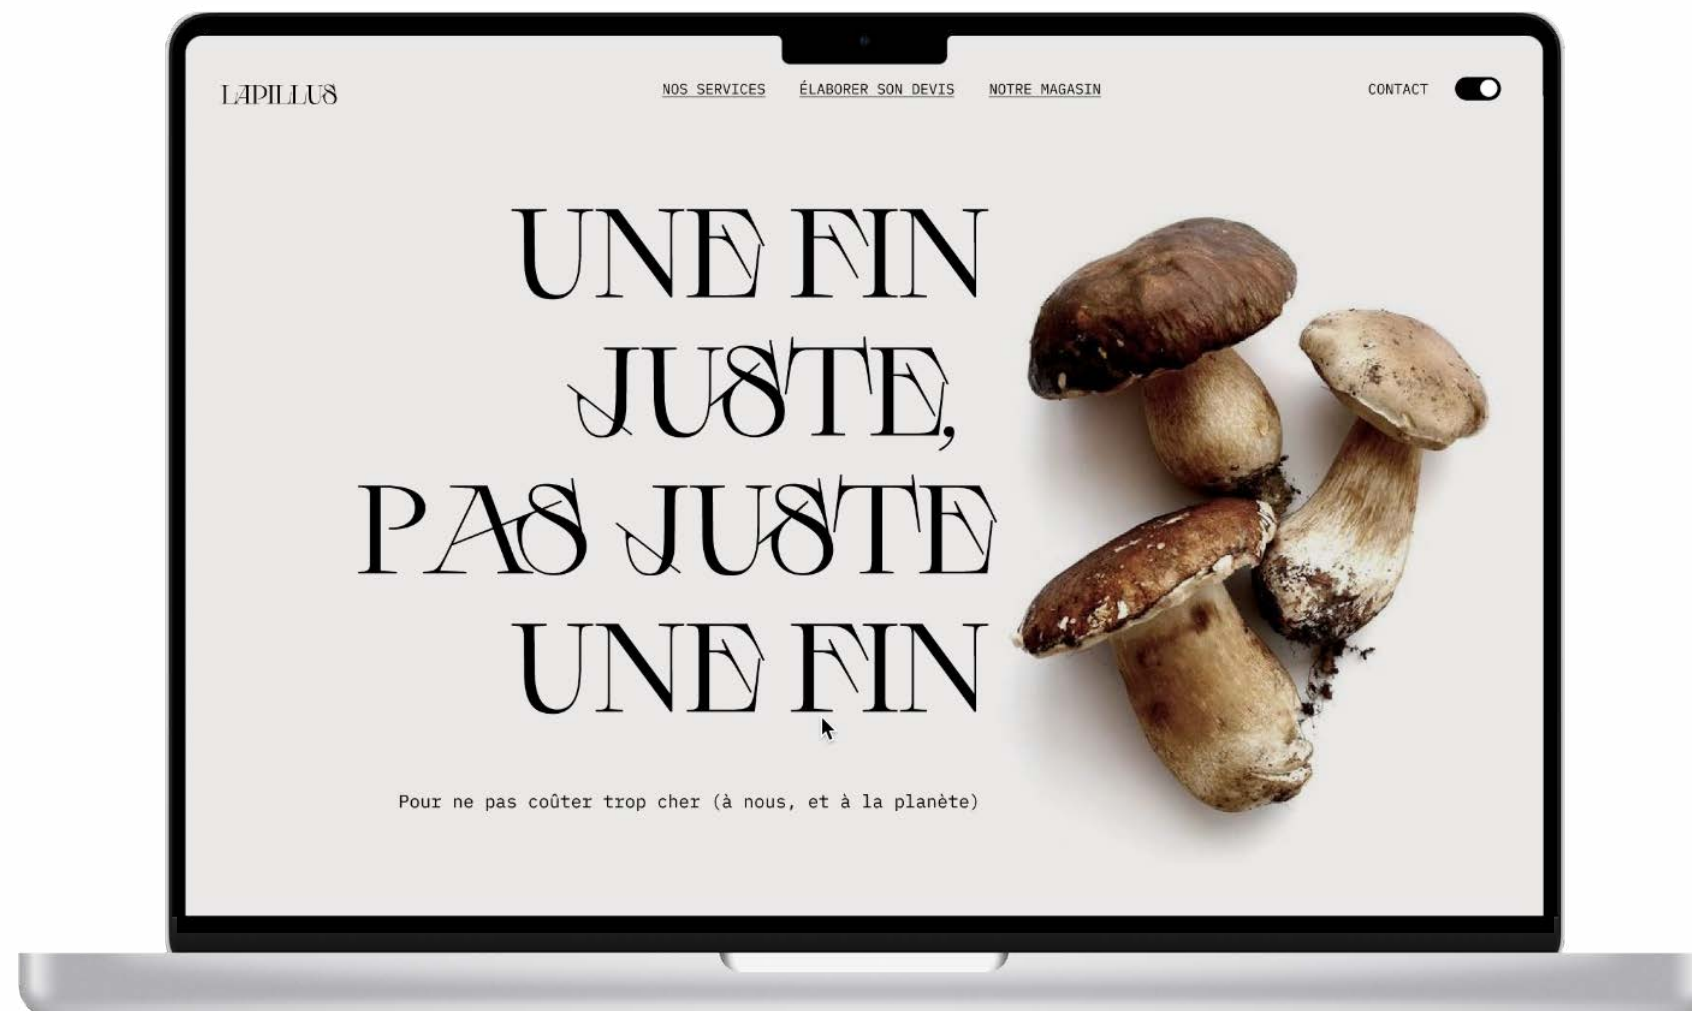 LAPILLUS
NOS SERVICES ÉLABORER SON DEVIS NOTRE MAGASIN
CONTACT
UNE FIN
JUSTE,
PAS JUSTE
UNE FIN
Pour ne pas coûter trop cher (à nous, et à la planète)